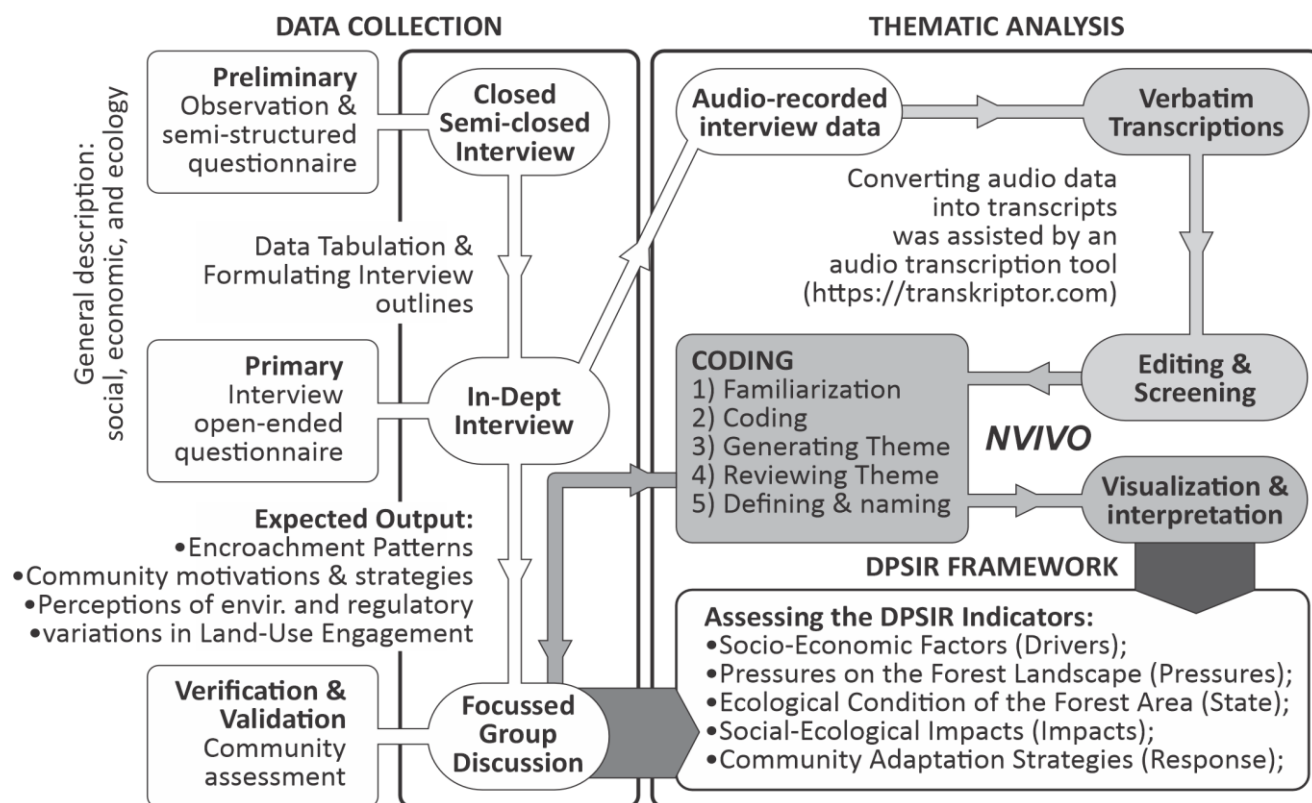 DATA COLLECTION
General description:
social, economic, and ecology
Preliminary
Observation &
semi-structured
questionnaire
Closed
Semi-closed
Interview
Data Tabulation &
Formulating Interview
outlines
Primary
Interview
open-ended
questionnaire
In-Dept
Interview
Expected Output:
•Encroachment Patterns
•Community motivations & strategies
•Perceptions of envir. and regulatory
•variations in Land-Use Engagement
Verification &
Validation
Community
assessment
Focussed
Group
Discussion
THEMATIC ANALYSIS
Audio-recorded
interview data
Verbatim
Transcriptions
Converting audio data
into transcripts
was assisted by an
audio transcription tool
(https://transkriptor.com)
Editing &
Screening
CODING
1) Familiarization
2) Coding
3) Generating Theme
4) Reviewing Theme
5) Defining & naming
NVIVO
Visualization &
interpretation
DPSIR FRAMEWORK
Assessing the DPSIR Indicators:
•Socio-Economic Factors (Drivers);
•Pressures on the Forest Landscape (Pressures);
•Ecological Condition of the Forest Area (State);
•Social-Ecological Impacts (Impacts);
•Community Adaptation Strategies (Response);